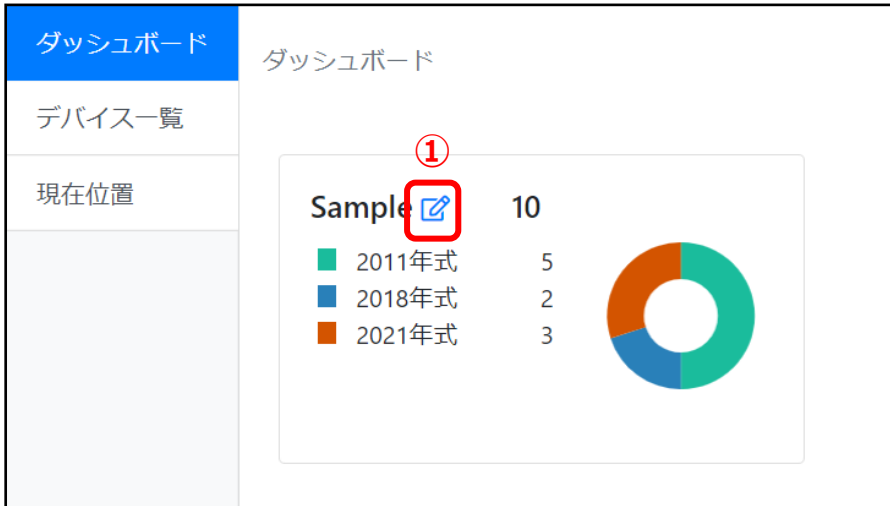 ダッシュボード
デバイス一覧
現在位置
ダッシュボード
①
Sample 10
2011年式 5
2018年式 2
2021年式 3